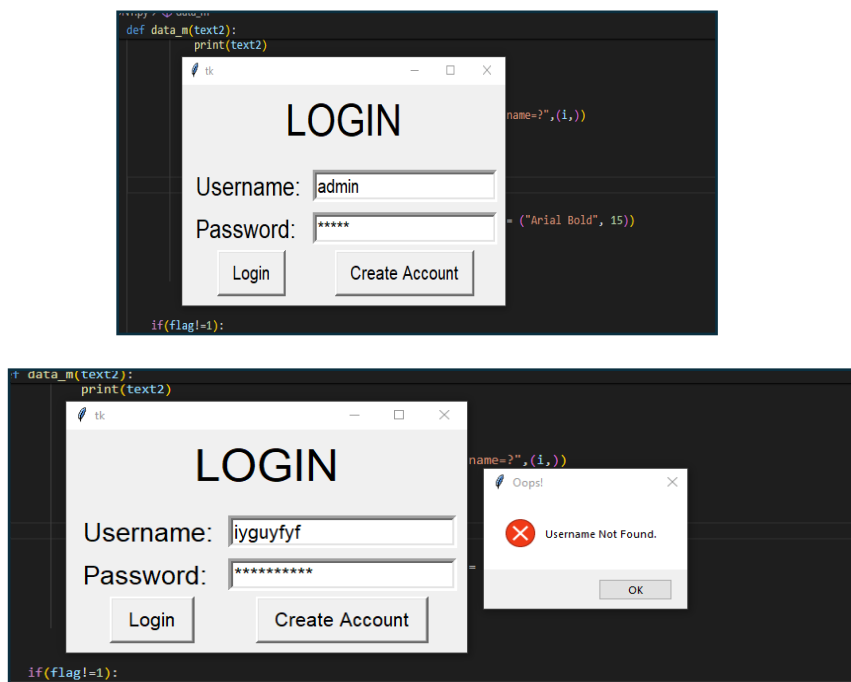 def data_m(text2):
print(text2)
tk
LOGIN
name=?",(i,))
Username: admin
Password: *****
= ("Arial Bold", 15))
Login Create Account
if(flag!=1):
data_m(text2):
print(text2)
tk
LOGIN
name=?",(i,))
Oops!
Username: iyguyfyf
Username Not Found.
Password: **********
=
OK
Login Create Account
if(flag!=1):